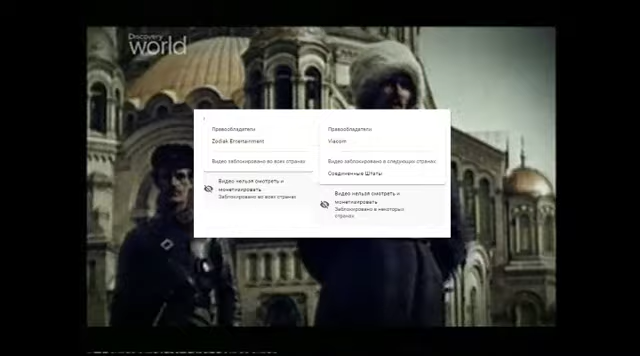 Discovery
world
Правообладатели
Zodiak Entertainment
Видео заблокировано во всех странах
Видео нельзя смотреть и
монетизировать
Заблокировано во всех странах
Правообладатели
Viacom
Видео заблокировано в следующих странах
Соединенные Штаты
Видео нельзя смотреть и
монетизировать
Заблокировано в некоторых
странах